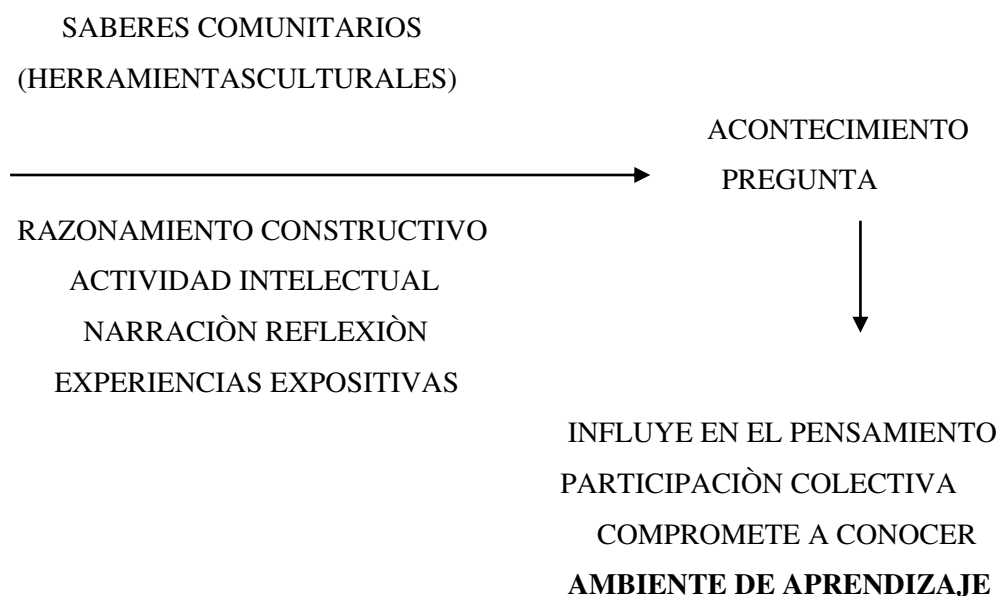 SABERES COMUNITARIOS
(HERRAMIENTASCULTURALES)
ACONTECIMIENTO
PREGUNTA
RAZONAMIENTO CONSTRUCTIVO
ACTIVIDAD INTELECTUAL
NARRACIÒN REFLEXIÒN
EXPERIENCIAS EXPOSITIVAS
INFLUYE EN EL PENSAMIENTO
PARTICIPACIÒN COLECTIVA
COMPROMETE A CONOCER
AMBIENTE DE APRENDIZAJE